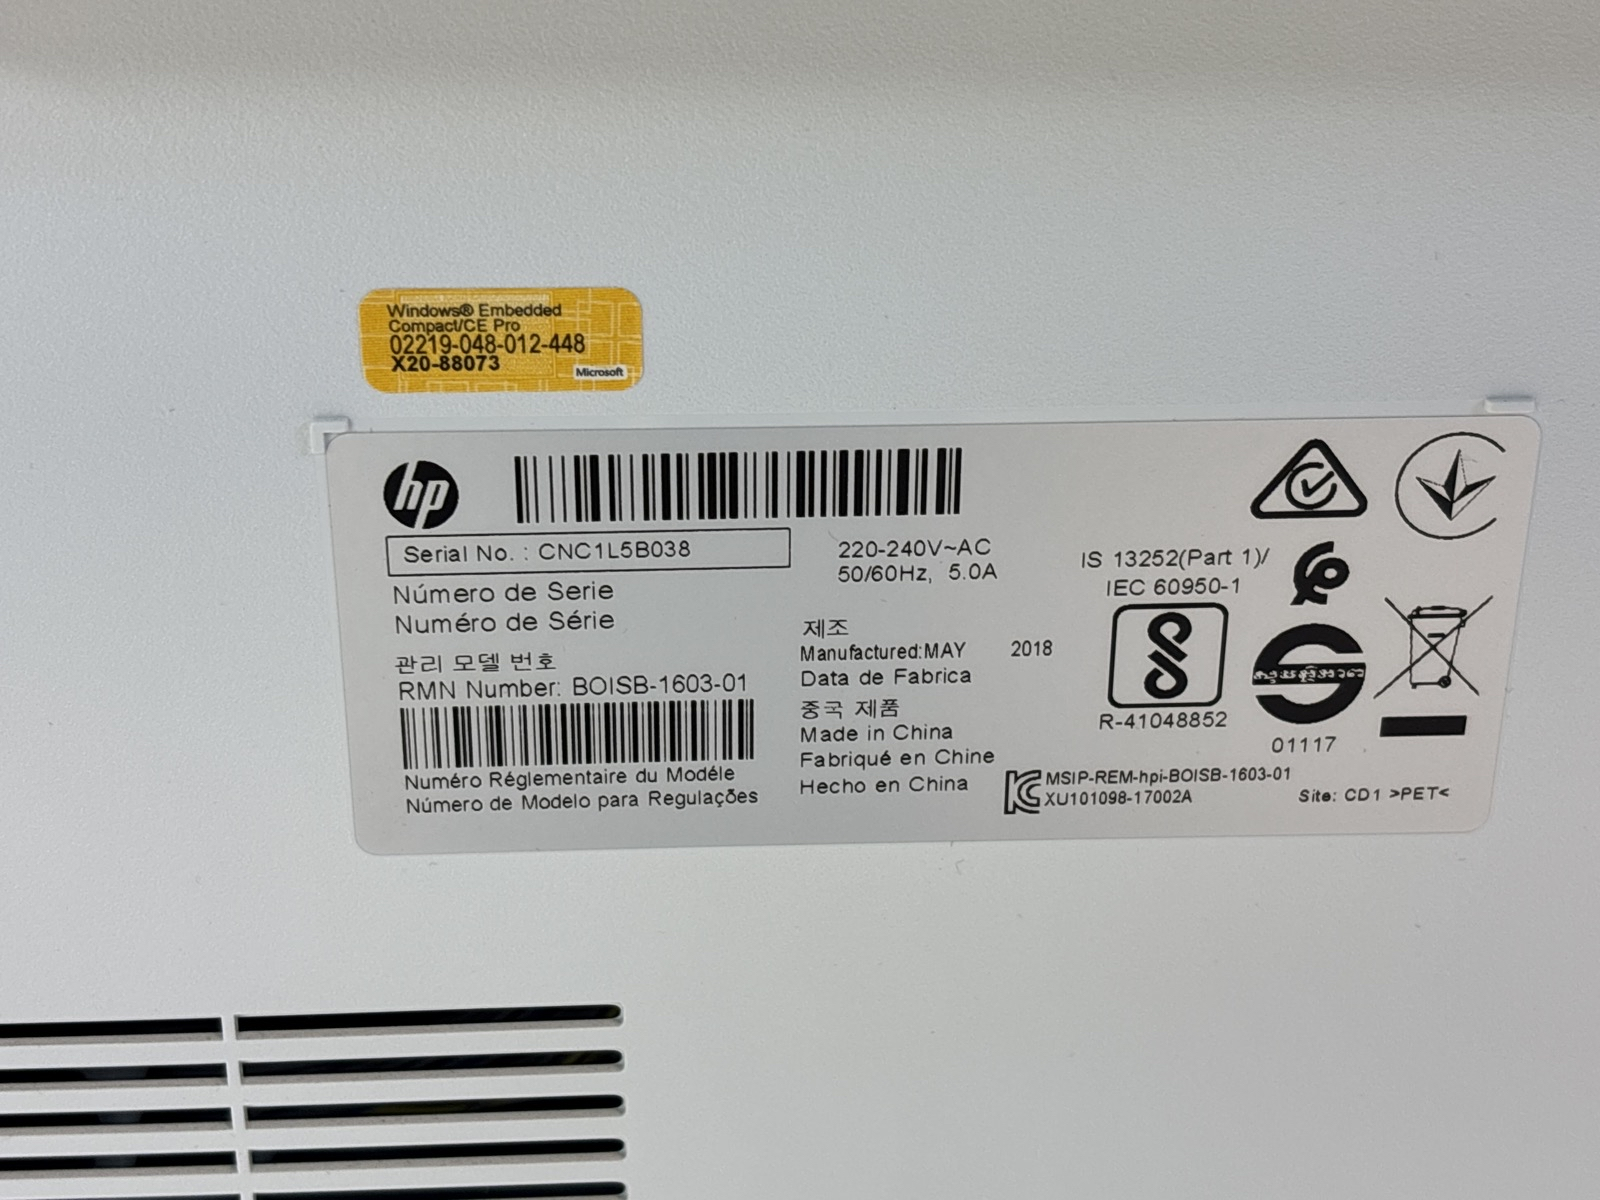 Windows® Embedded
Compact/CE Pro
02219-048-012-448
X20-88073
Microsoft
hp
Serial No. : CNC1L5B038
Número de Serie
Numéro de Série
관리 모델 번호
RMN Number: BOISB-1603-01
Numéro Réglementaire du Modéle
Número de Modelo para Regulações
220-240V~AC
50/60Hz, 5.0A
제조
Manufactured:MAY 2018
Data de Fabrica
중국 제품
Made in China
Fabriqué en Chine
Hecho en China
IS 13252(Part 1)/
IEC 60950-1
R-41048852
01117
MSIP-REM-hpi-BOISB-1603-01
XU101098-17002A
Site: CD1 >PET<